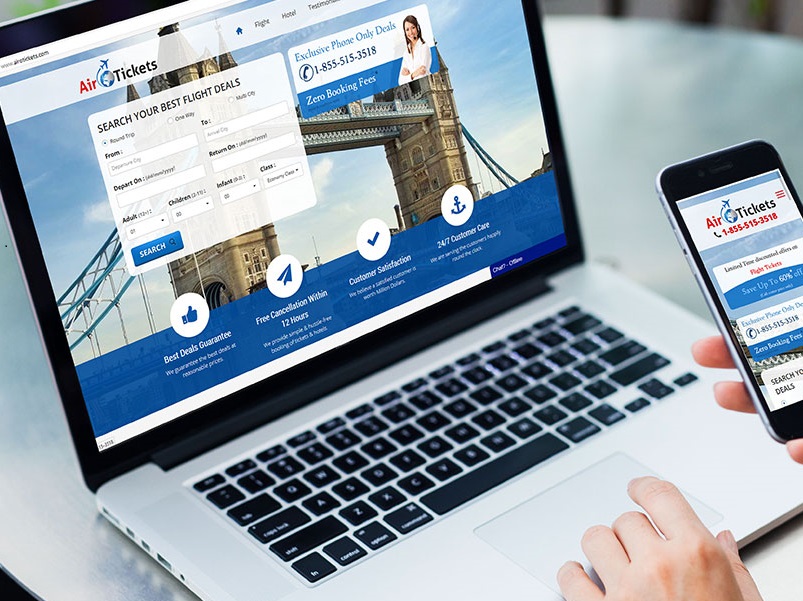 www.airotickets.com
Flight
Hotel
Testimonials
Air Tickets
Exclusive Phone Only Deals
1-855-515-3518
Zero Booking Fees
SEARCH YOUR BEST FLIGHT DEALS
Round Trip
One Way
Multi City
From :
To :
Departure City
Arrival City
Depart On : (dd/mm/yyyy)
Return On : (dd/mm/yyyy)
Adult (12+) :
Children (2-11) :
Infant (0-2) :
Class :
01
00
00
Economy Class
SEARCH
Best Deals Guarantee
We guarantee the best deals at
reasonable prices.
Free Cancellation Within
12 Hours
We provide simple & hussle free
booking of tickets & hotels.
Customer Satisfaction
We believe a satisfied customer is
worth Million Dollars.
24/7 Customer Care
We are serving the customers happily
round the clock.
Chat? - Offline
15-3518
caps lock
shift
fn
control
option
command
Air Tickets
1-855-515-3518
Limited Time discounted offers on
Flight Tickets
Save Up To 60% off
Exclusive Phone Only Deals
1-855-515-3518
Zero Booking Fees
SEARCH YOUR
DEALS